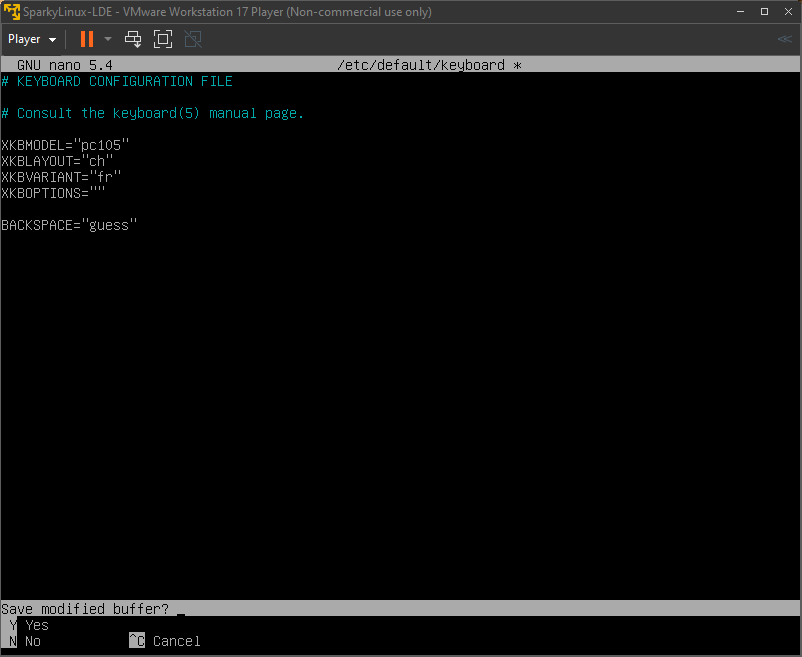 SparkyLinux-LDE - VMware Workstation 17 Player (Non-commercial use only)
Player
GNU nano 5.4 /etc/default/keyboard *
# KEYBOARD CONFIGURATION FILE
# Consult the keyboard(5) manual page.
XKBMODEL="pc105"
XKBLAYOUT="ch"
XKBVARIANT="fr"
XKBOPTIONS=""
BACKSPACE="guess"
Save modified buffer? _
Y Yes
N No ^C Cancel